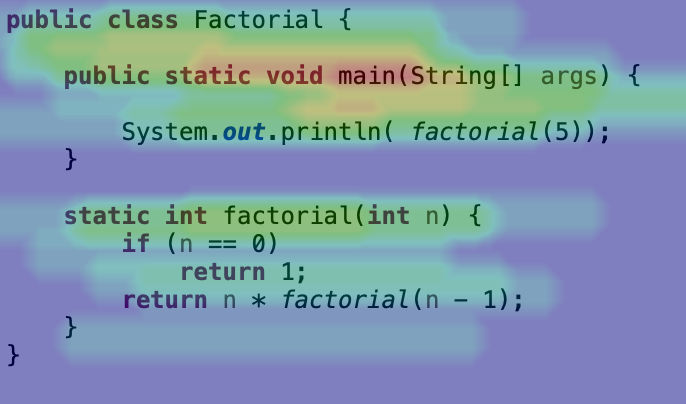 public class Factorial {
public static void main(String[] args) {
System.out.println( factorial(5));
}
static int factorial(int n) {
if (n == 0)
return 1;
return n * factorial(n - 1);
}
}